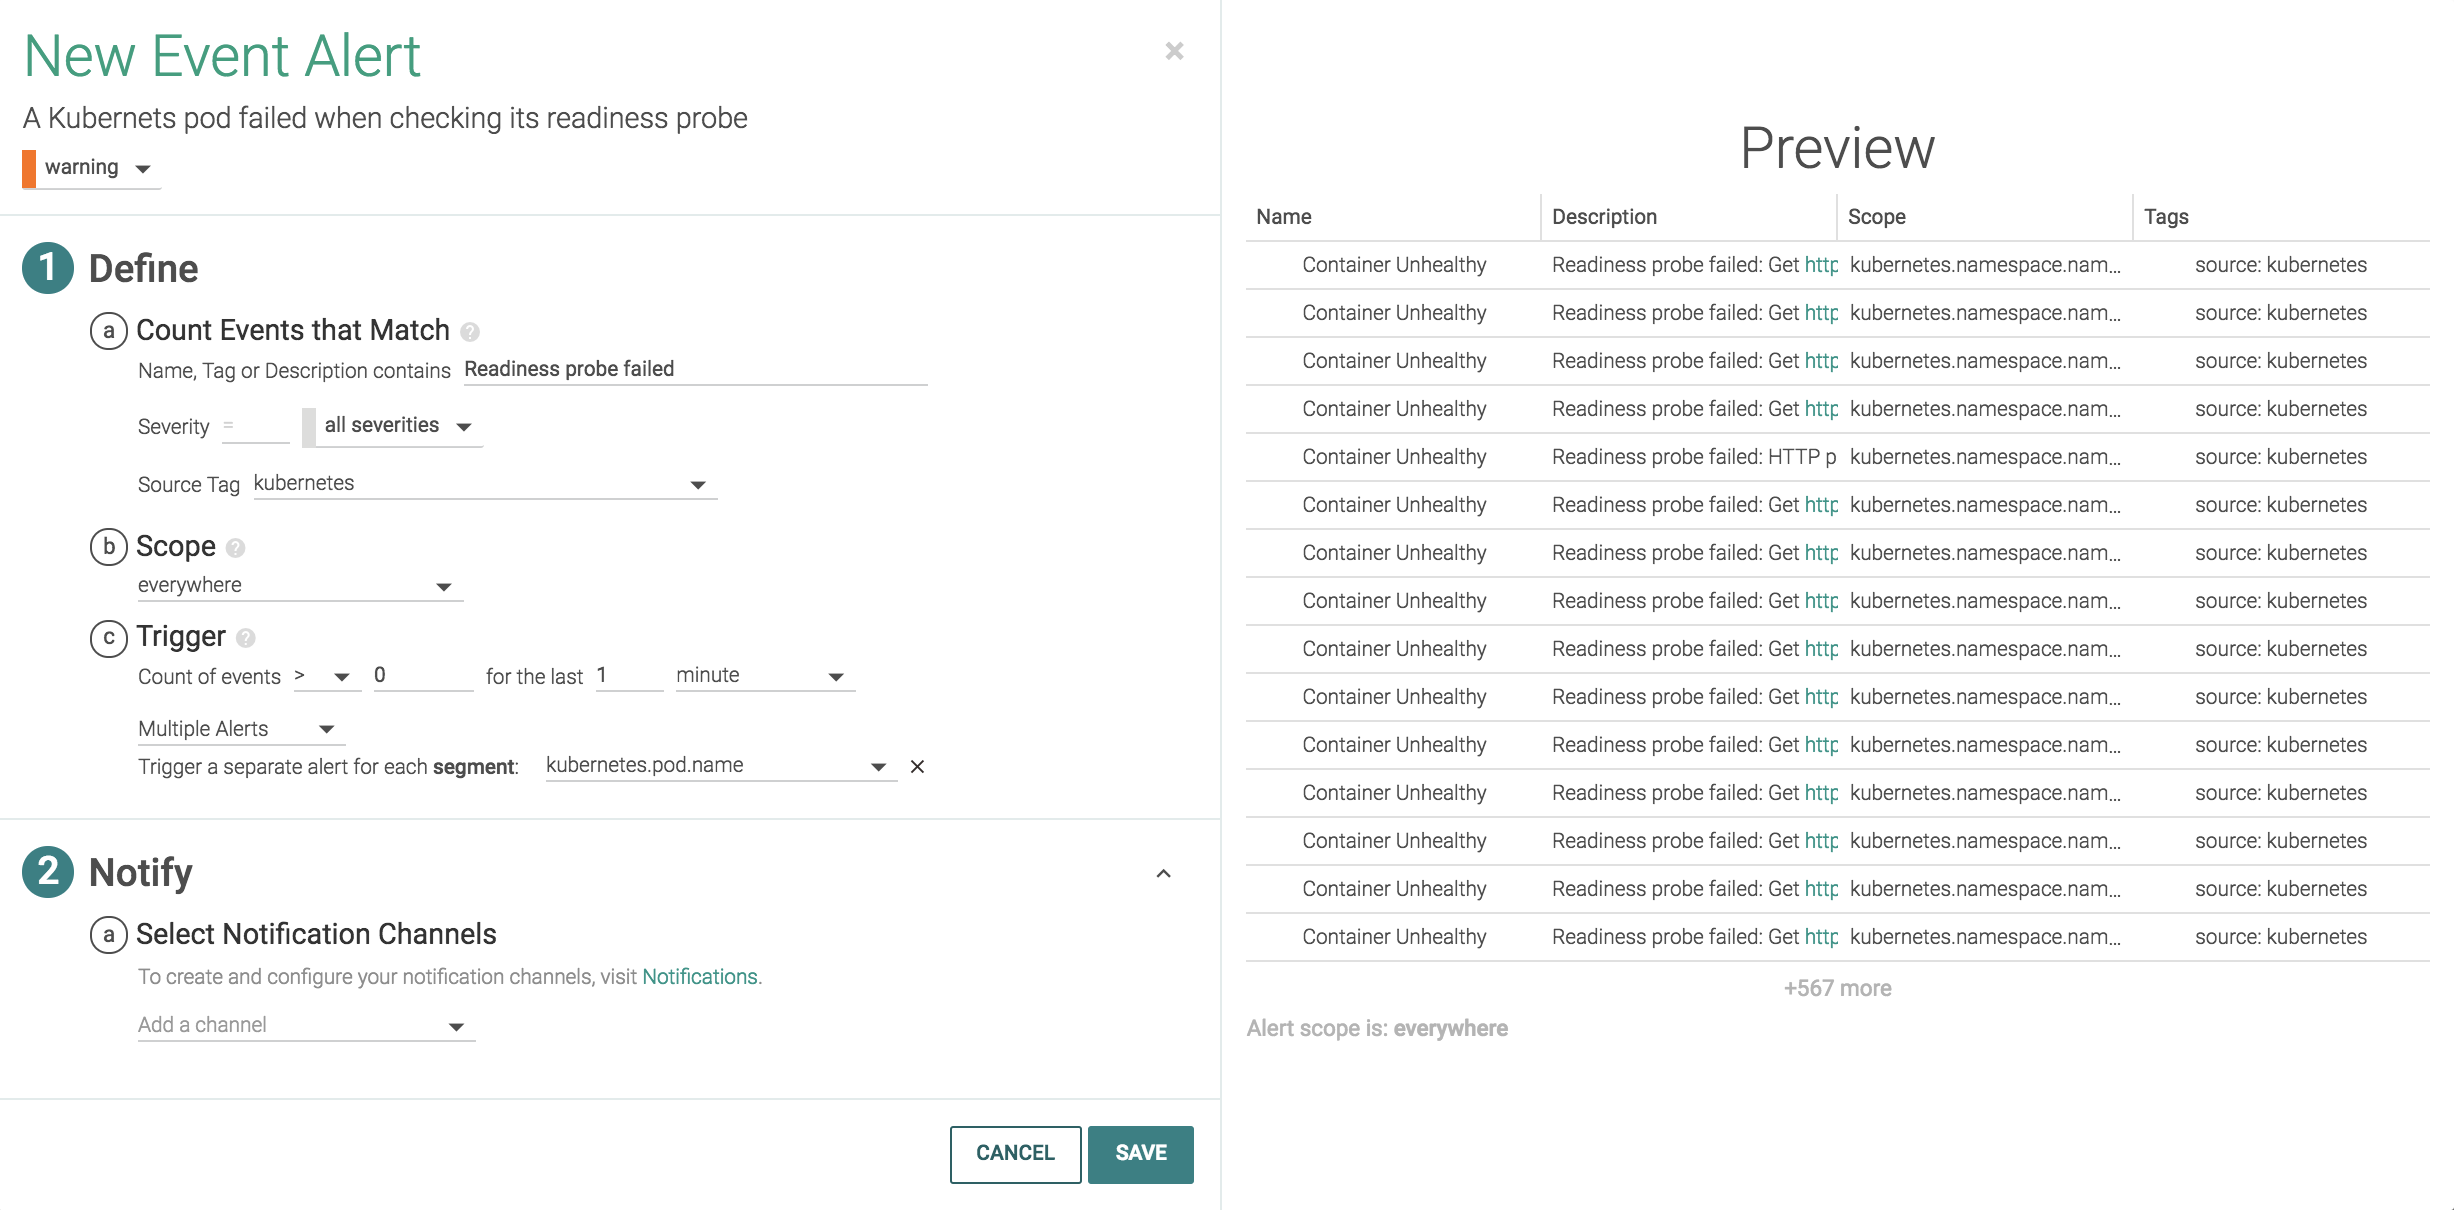 New Event Alert
×
A Kubernets pod failed when checking its readiness probe
warning
1 Define
a Count Events that Match ?
Name, Tag or Description contains Readiness probe failed
Severity = all severities
Source Tag kubernetes
b Scope ?
everywhere
c Trigger ?
Count of events > 0 for the last 1 minute
Multiple Alerts
Trigger a separate alert for each segment: kubernetes.pod.name ×
2 Notify
a Select Notification Channels
To create and configure your notification channels, visit Notifications.
Add a channel
CANCEL SAVE
Preview
Name Description Scope Tags
Container Unhealthy Readiness probe failed: Get http kubernetes.namespace.nam... source: kubernetes
Container Unhealthy Readiness probe failed: Get http kubernetes.namespace.nam... source: kubernetes
Container Unhealthy Readiness probe failed: Get http kubernetes.namespace.nam... source: kubernetes
Container Unhealthy Readiness probe failed: Get http kubernetes.namespace.nam... source: kubernetes
Container Unhealthy Readiness probe failed: HTTP p kubernetes.namespace.nam... source: kubernetes
Container Unhealthy Readiness probe failed: Get http kubernetes.namespace.nam... source: kubernetes
Container Unhealthy Readiness probe failed: Get http kubernetes.namespace.nam... source: kubernetes
Container Unhealthy Readiness probe failed: Get http kubernetes.namespace.nam... source: kubernetes
Container Unhealthy Readiness probe failed: Get http kubernetes.namespace.nam... source: kubernetes
Container Unhealthy Readiness probe failed: Get http kubernetes.namespace.nam... source: kubernetes
Container Unhealthy Readiness probe failed: Get http kubernetes.namespace.nam... source: kubernetes
Container Unhealthy Readiness probe failed: Get http kubernetes.namespace.nam... source: kubernetes
Container Unhealthy Readiness probe failed: Get http kubernetes.namespace.nam... source: kubernetes
Container Unhealthy Readiness probe failed: Get http kubernetes.namespace.nam... source: kubernetes
Container Unhealthy Readiness probe failed: Get http kubernetes.namespace.nam... source: kubernetes
+567 more
Alert scope is: everywhere